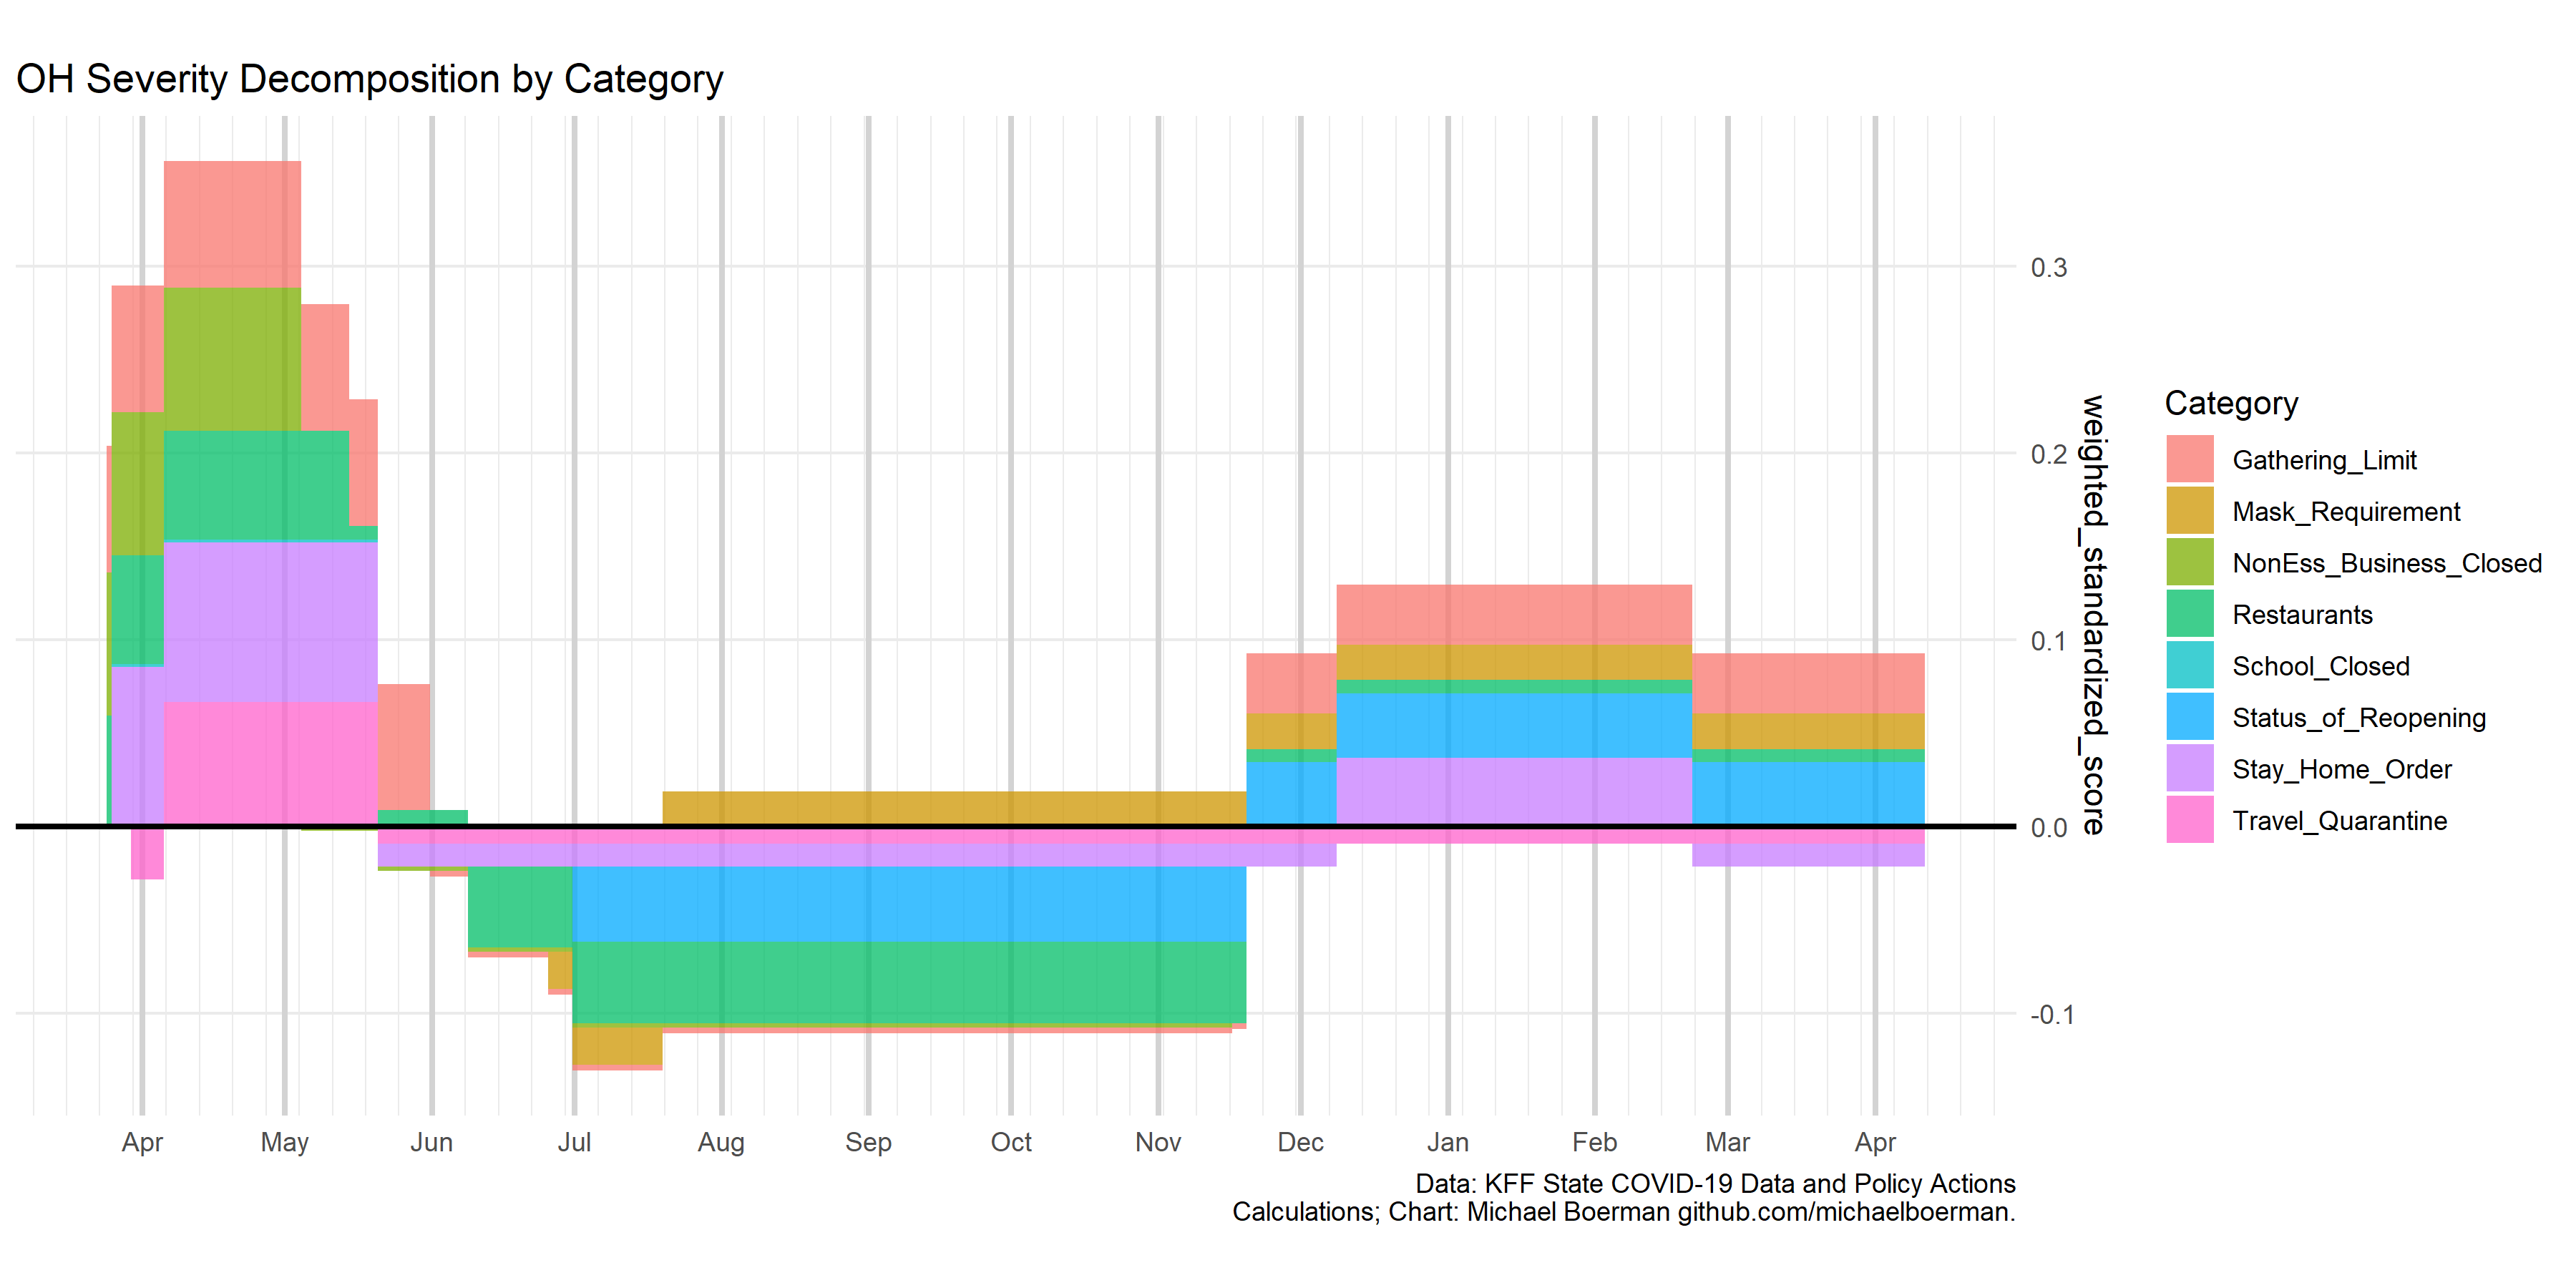 OH Severity Decomposition by Category
0.3
0.2
0.1
0.0
-0.1
weighted_standardized_score
Category
Gathering_Limit
Mask_Requirement
NonEss_Business_Closed
Restaurants
School_Closed
Status_of_Reopening
Stay_Home_Order
Travel_Quarantine
Apr May Jun Jul Aug Sep Oct Nov Dec Jan Feb Mar Apr
Data: KFF State COVID-19 Data and Policy Actions
Calculations; Chart: Michael Boerman github.com/michaelboerman.